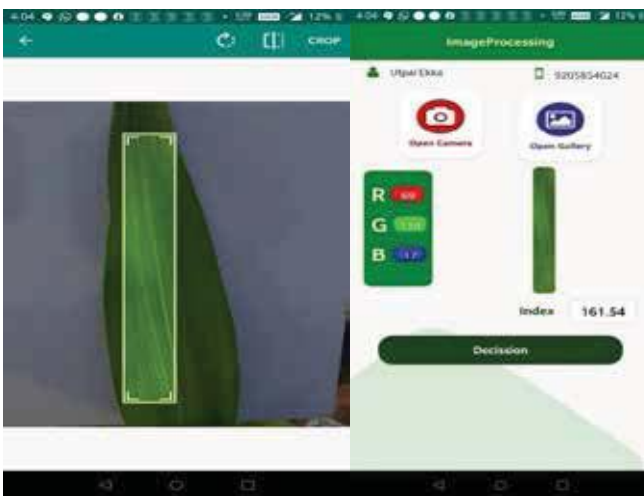 4:04 12%
CROP
4:04 12%
ImageProcessing
Utpal Ekka 9205854024
Open Camera Open Gallery
R 69
G
B
Index 161.54
Decission